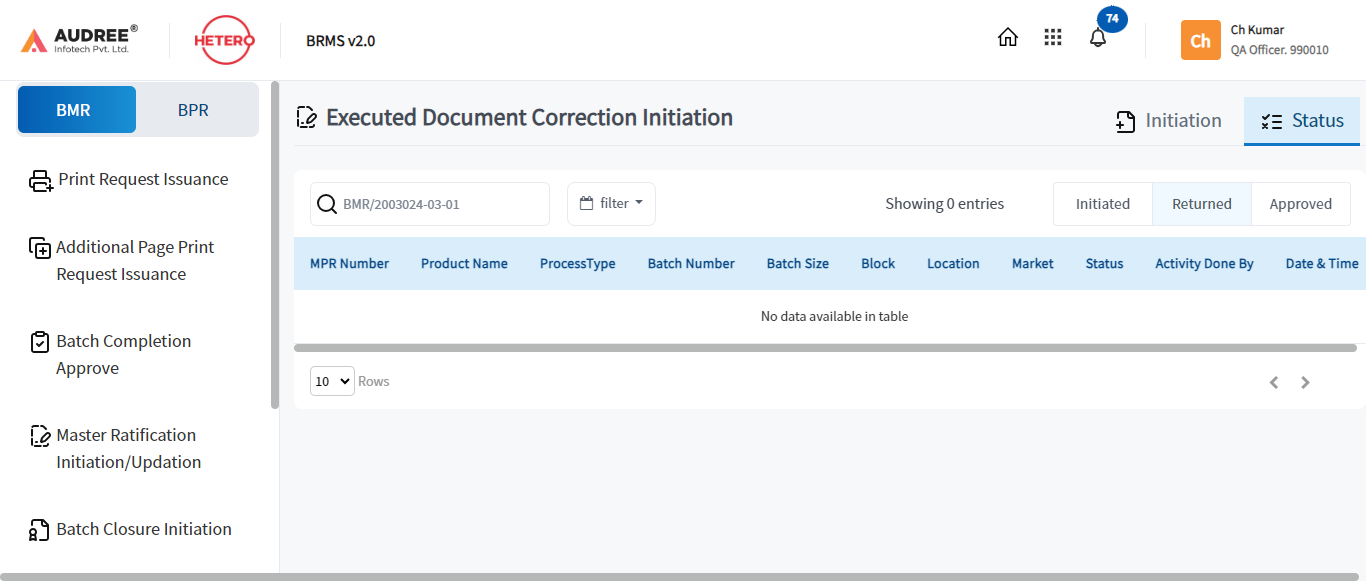 AUDREE®
Infotech Pvt. Ltd.
HETERO
BRMS v2.0
74
Ch
Ch Kumar
QA Officer. 990010
BMR
BPR
Print Request Issuance
Additional Page Print
Request Issuance
Batch Completion
Approve
Master Ratification
Initiation/Updation
Batch Closure Initiation
Executed Document Correction Initiation
Initiation
Status
BMR/2003024-03-01
filter
Showing 0 entries
Initiated
Returned
Approved
MPR Number
Product Name
ProcessType
Batch Number
Batch Size
Block
Location
Market
Status
Activity Done By
Date & Time
No data available in table
10
Rows